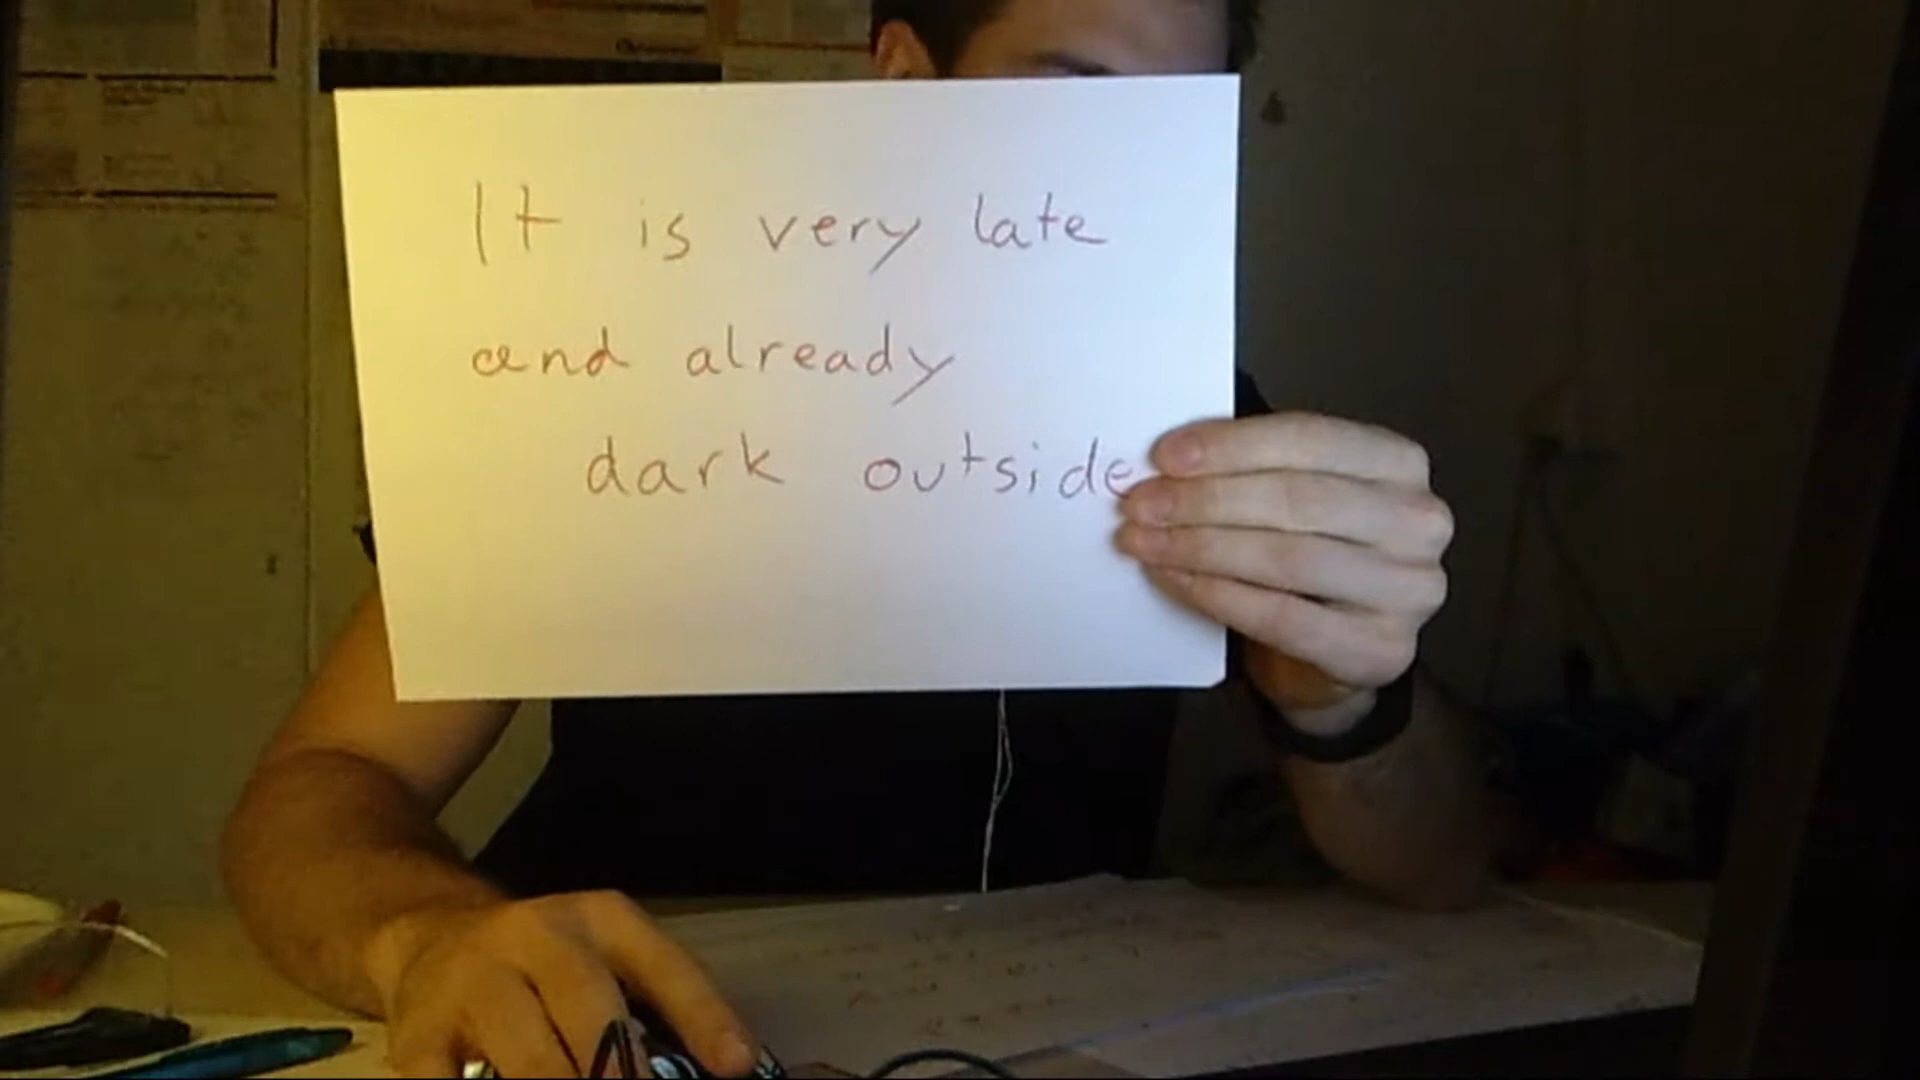 It is very late
and already
dark outside